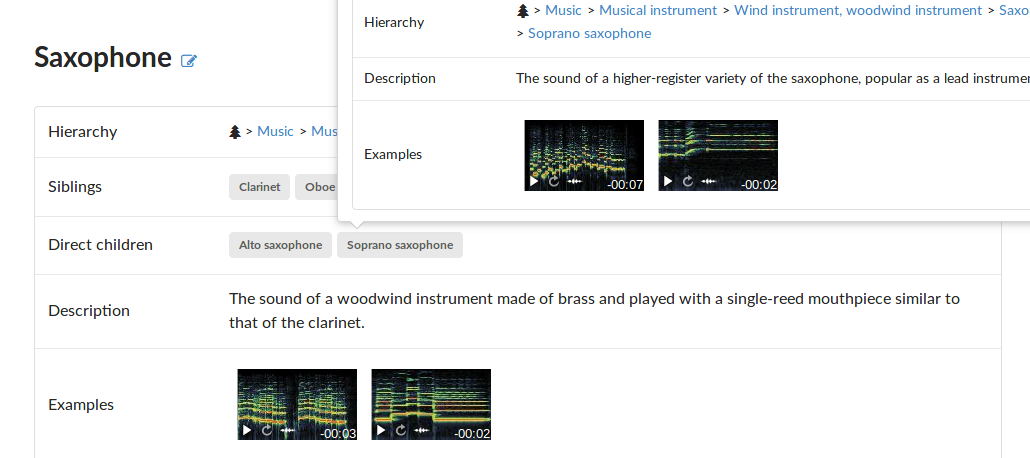 Hierarchy
> Music > Musical instrument > Wind instrument, woodwind instrument > Saxo
> Soprano saxophone
Description
The sound of a higher-register variety of the saxophone, popular as a lead instrumen
Examples
-00:07
-00:02
Saxophone
Hierarchy
> Music > Mus
Siblings
Clarinet
Oboe
Direct children
Alto saxophone
Soprano saxophone
Description
The sound of a woodwind instrument made of brass and played with a single-reed mouthpiece similar to
that of the clarinet.
Examples
-00:03
-00:02